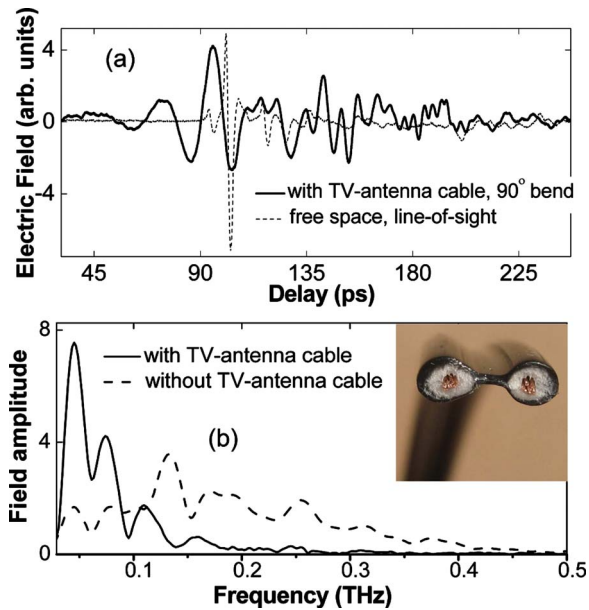 Electric Field (arb. units)
4
0
-4
(a)
with TV-antenna cable, 90° bend
free space, line-of-sight
45 90 135 180 225
Delay (ps)
Field amplitude
8
4
0
with TV-antenna cable
without TV-antenna cable
(b)
0.1 0.2 0.3 0.4 0.5
Frequency (THz)